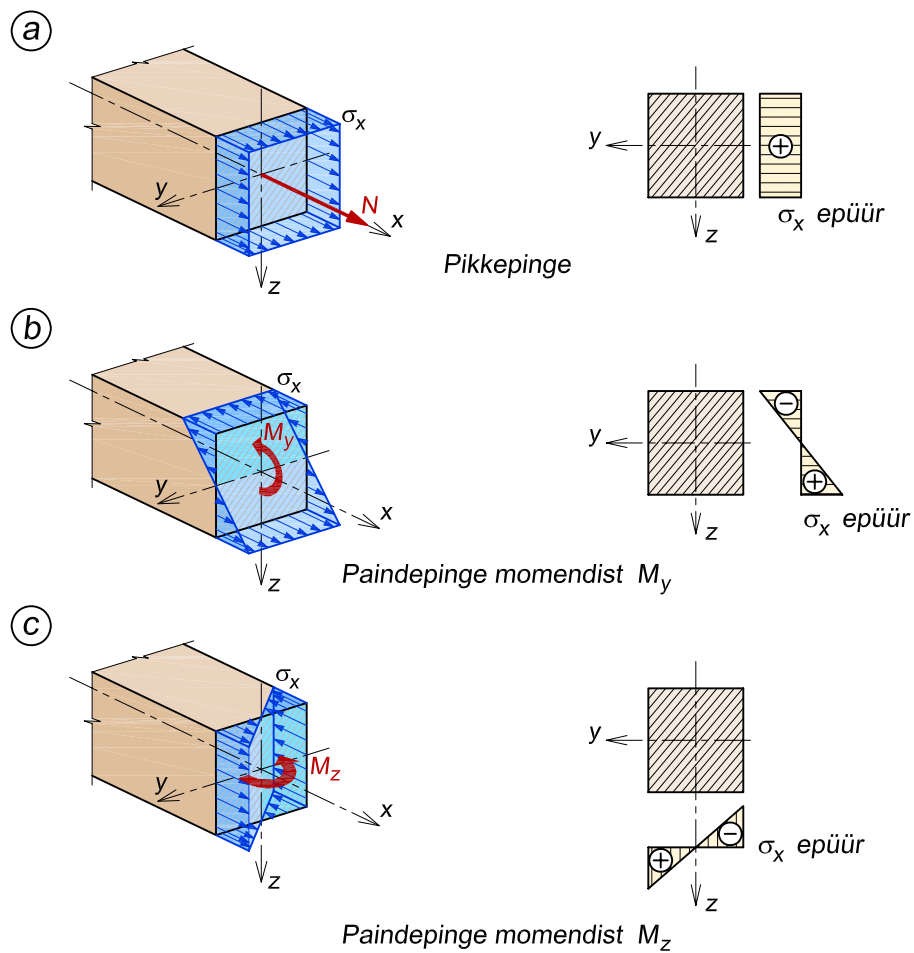 a
σx
y
N
x
z
y
z
σx epüür
Pikkepinge
b
σx
My
y
x
z
y
z
σx epüür
Paindepinge momendist My
c
σx
Mz
y
x
z
y
z
σx epüür
Paindepinge momendist Mz